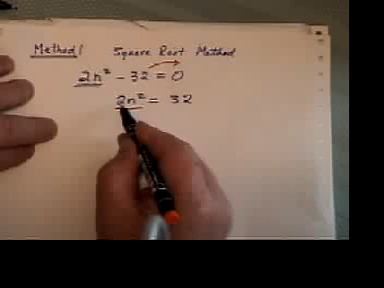 Method 1 Square Root Method
2n² - 32 = 0
2n² = 32